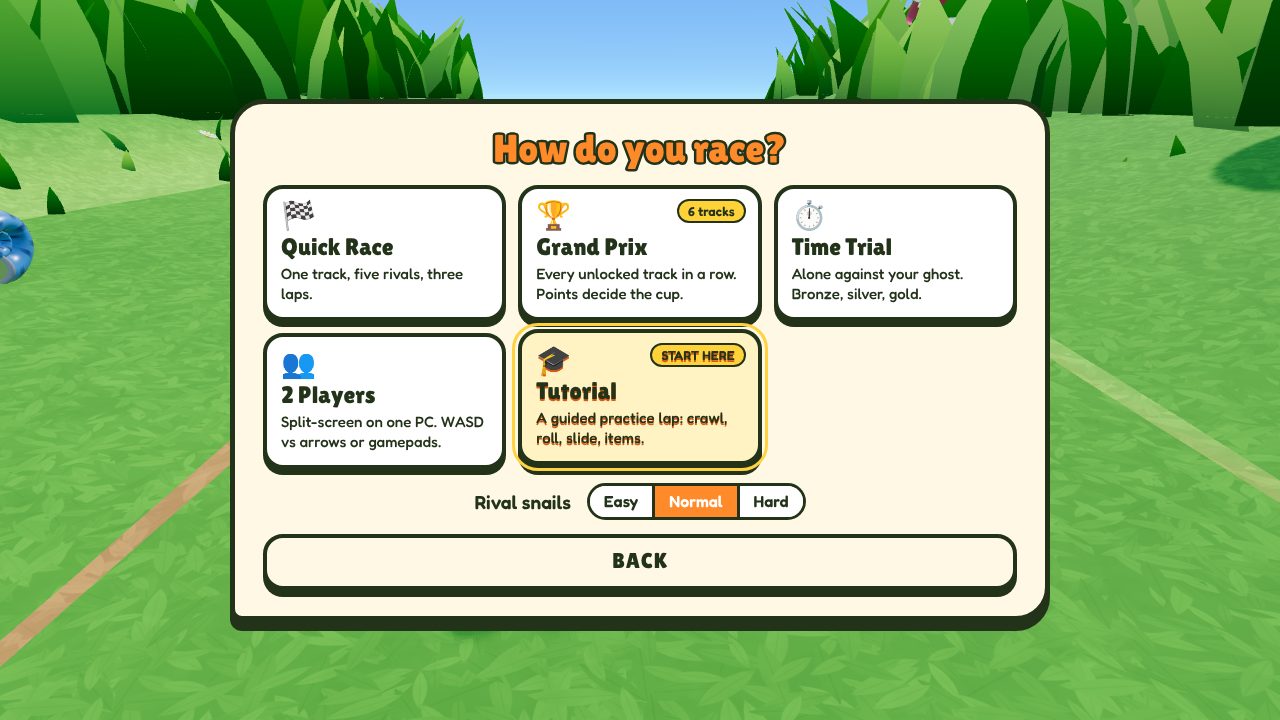 How do you race?
Quick Race
One track, five rivals, three
laps.
6 tracks
Grand Prix
Every unlocked track in a row.
Points decide the cup.
Time Trial
Alone against your ghost.
Bronze, silver, gold.
2 Players
Split-screen on one PC. WASD
vs arrows or gamepads.
START HERE
Tutorial
A guided practice lap: crawl,
roll, slide, items.
Rival snails Easy Normal Hard
BACK